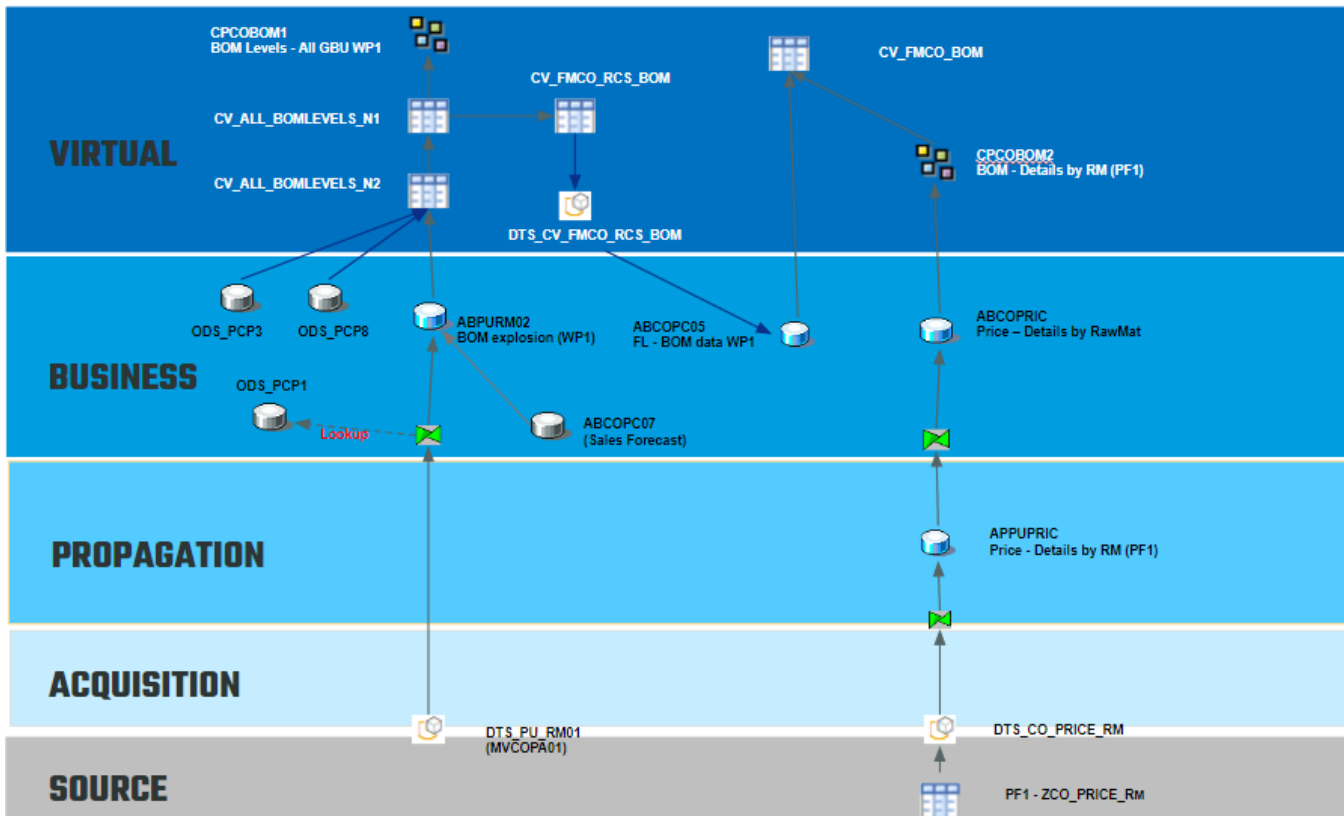 CPCOBOM1
BOM Levels - All GBU WP1
CV_FMCO_BOM
CV_FMCO_RCS_BOM
CV_ALL_BOMLEVELS_N1
VIRTUAL
CPCOBOM2
BOM - Details by RM (PF1)
CV_ALL_BOMLEVELS_N2
DTS_CV_FMCO_RCS_BOM
ODS_PCP3
ODS_PCP8
ABPURM02
BOM explosion (WP1)
ABCOPC05
FL - BOM data WP1
ABCOPRIC
Price – Details by RawMat
BUSINESS
ODS_PCP1
Lookup
ABCOPC07
(Sales Forecast)
PROPAGATION
APPUPRIC
Price - Details by RM (PF1)
ACQUISITION
DTS_PU_RM01
(MVCOPA01)
DTS_CO_PRICE_RM
SOURCE
PF1 - ZCO_PRICE_RM